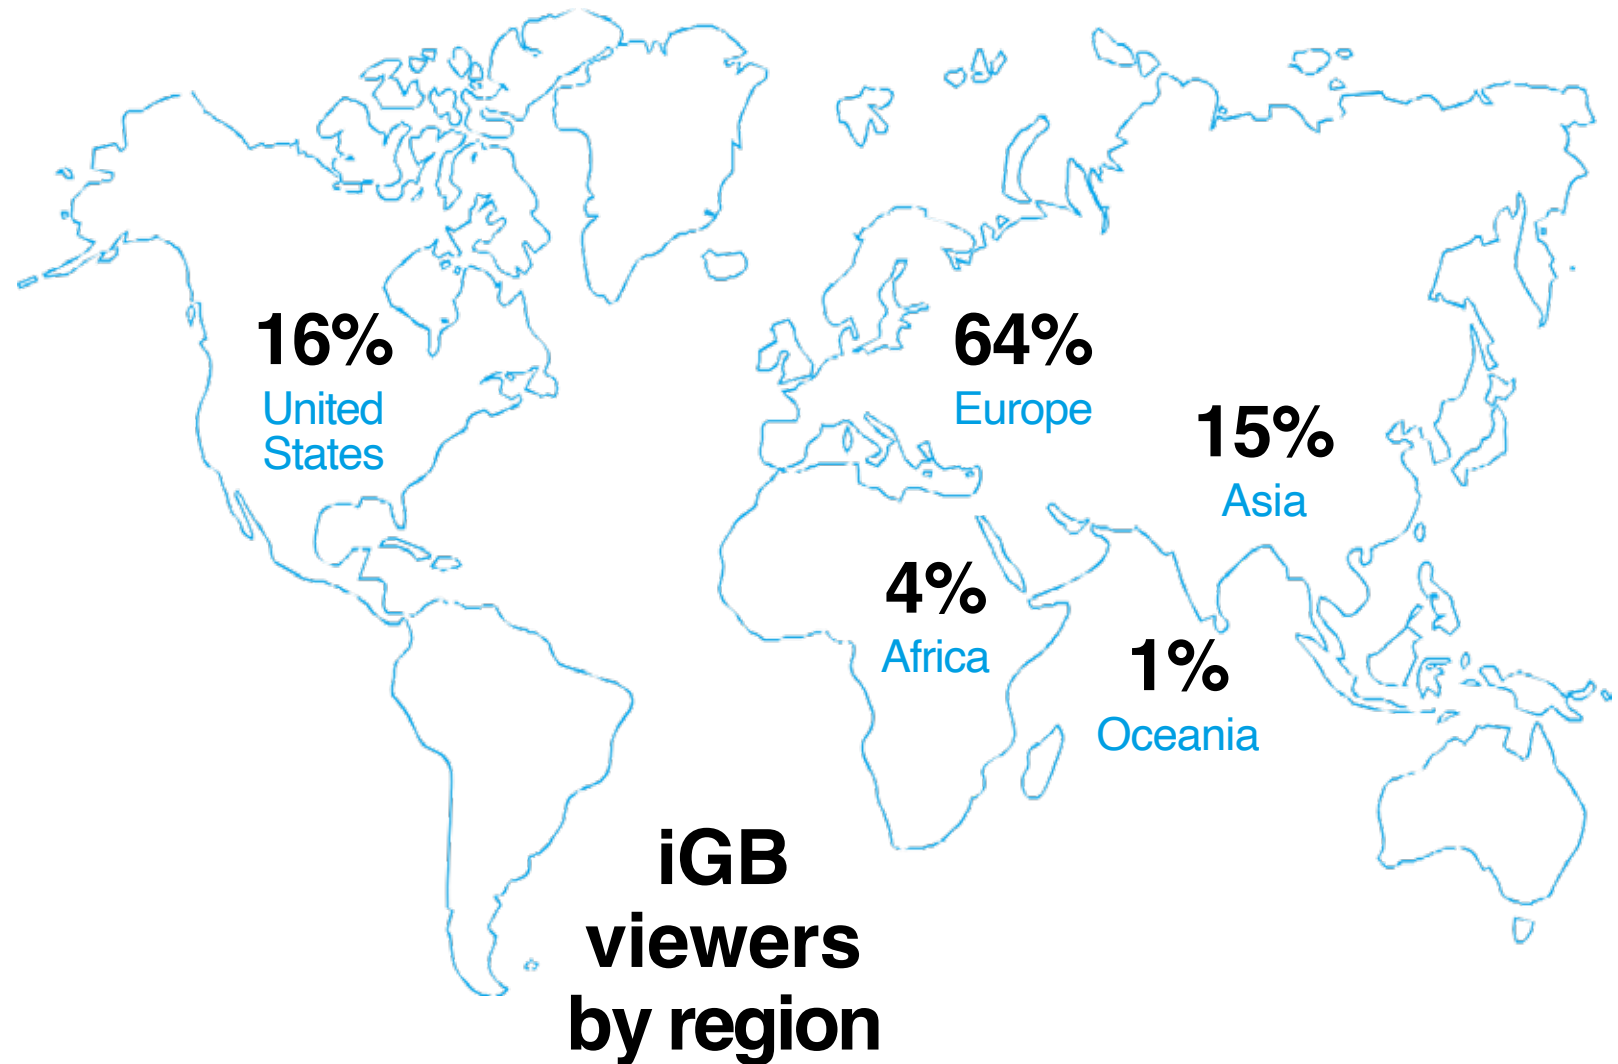 16%
United
States
64%
Europe
15%
Asia
4%
Africa
1%
Oceania
iGB
viewers
by region